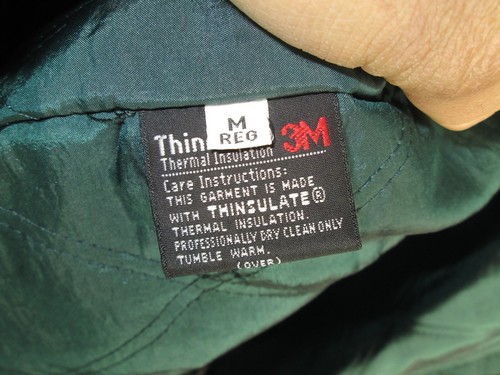 M
REG
Thin
3M
Thermal Insulation
Care Instructions:
THIS GARMENT IS MADE
WITH THINSULATE®
THERMAL INSULATION.
PROFESSIONALLY DRY CLEAN ONLY
TUMBLE WARM.
(OVER)